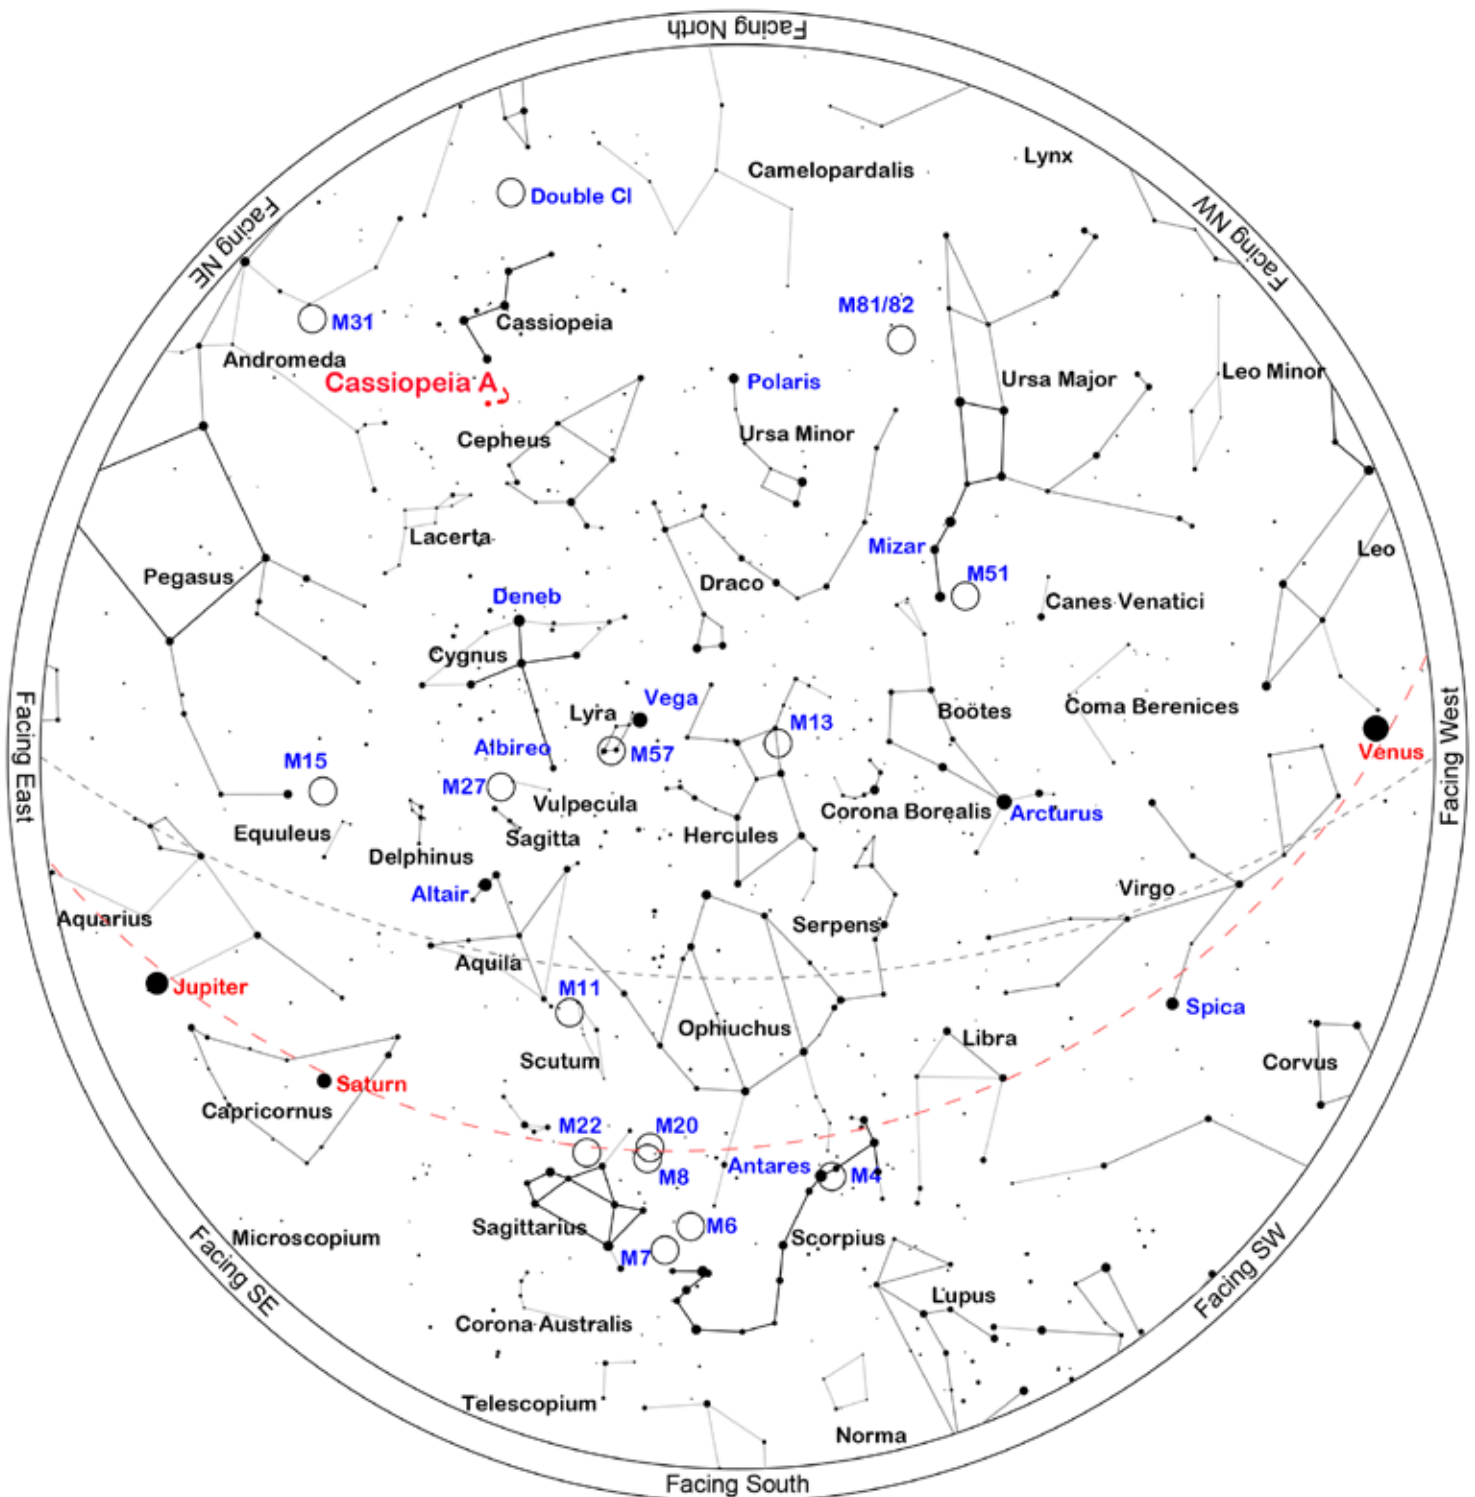 Facing North
Lynx
Camelopardalis
Double Cl
Facing NE
Facing NW
M81/82
M31
Cassiopeia
Andromeda
Leo Minor
Cassiopeia A
Polaris
Ursa Major
Cepheus
Ursa Minor
Lacerta
Mizar
Leo
Pegasus
Draco
M51
Deneb
Canes Venatici
Cygnus
Vega
Lyra
Boötes
Coma Berenices
M13
Facing East
Facing West
Albireo
M57
Venus
M15
M27
Vulpecula
Corona Borealis
Arcturus
Equuleus
Sagitta
Hercules
Delphinus
Altair
Virgo
Aquarius
Serpens
Aquila
Jupiter
M11
Spica
Ophiuchus
Libra
Scutum
Corvus
Saturn
Capricornus
M22
M20
Antares
M8
M4
Sagittarius
M6
Microscopium
Scorpius
M7
Facing SE
Facing SW
Lupus
Corona Australis
Telescopium
Norma
Facing South